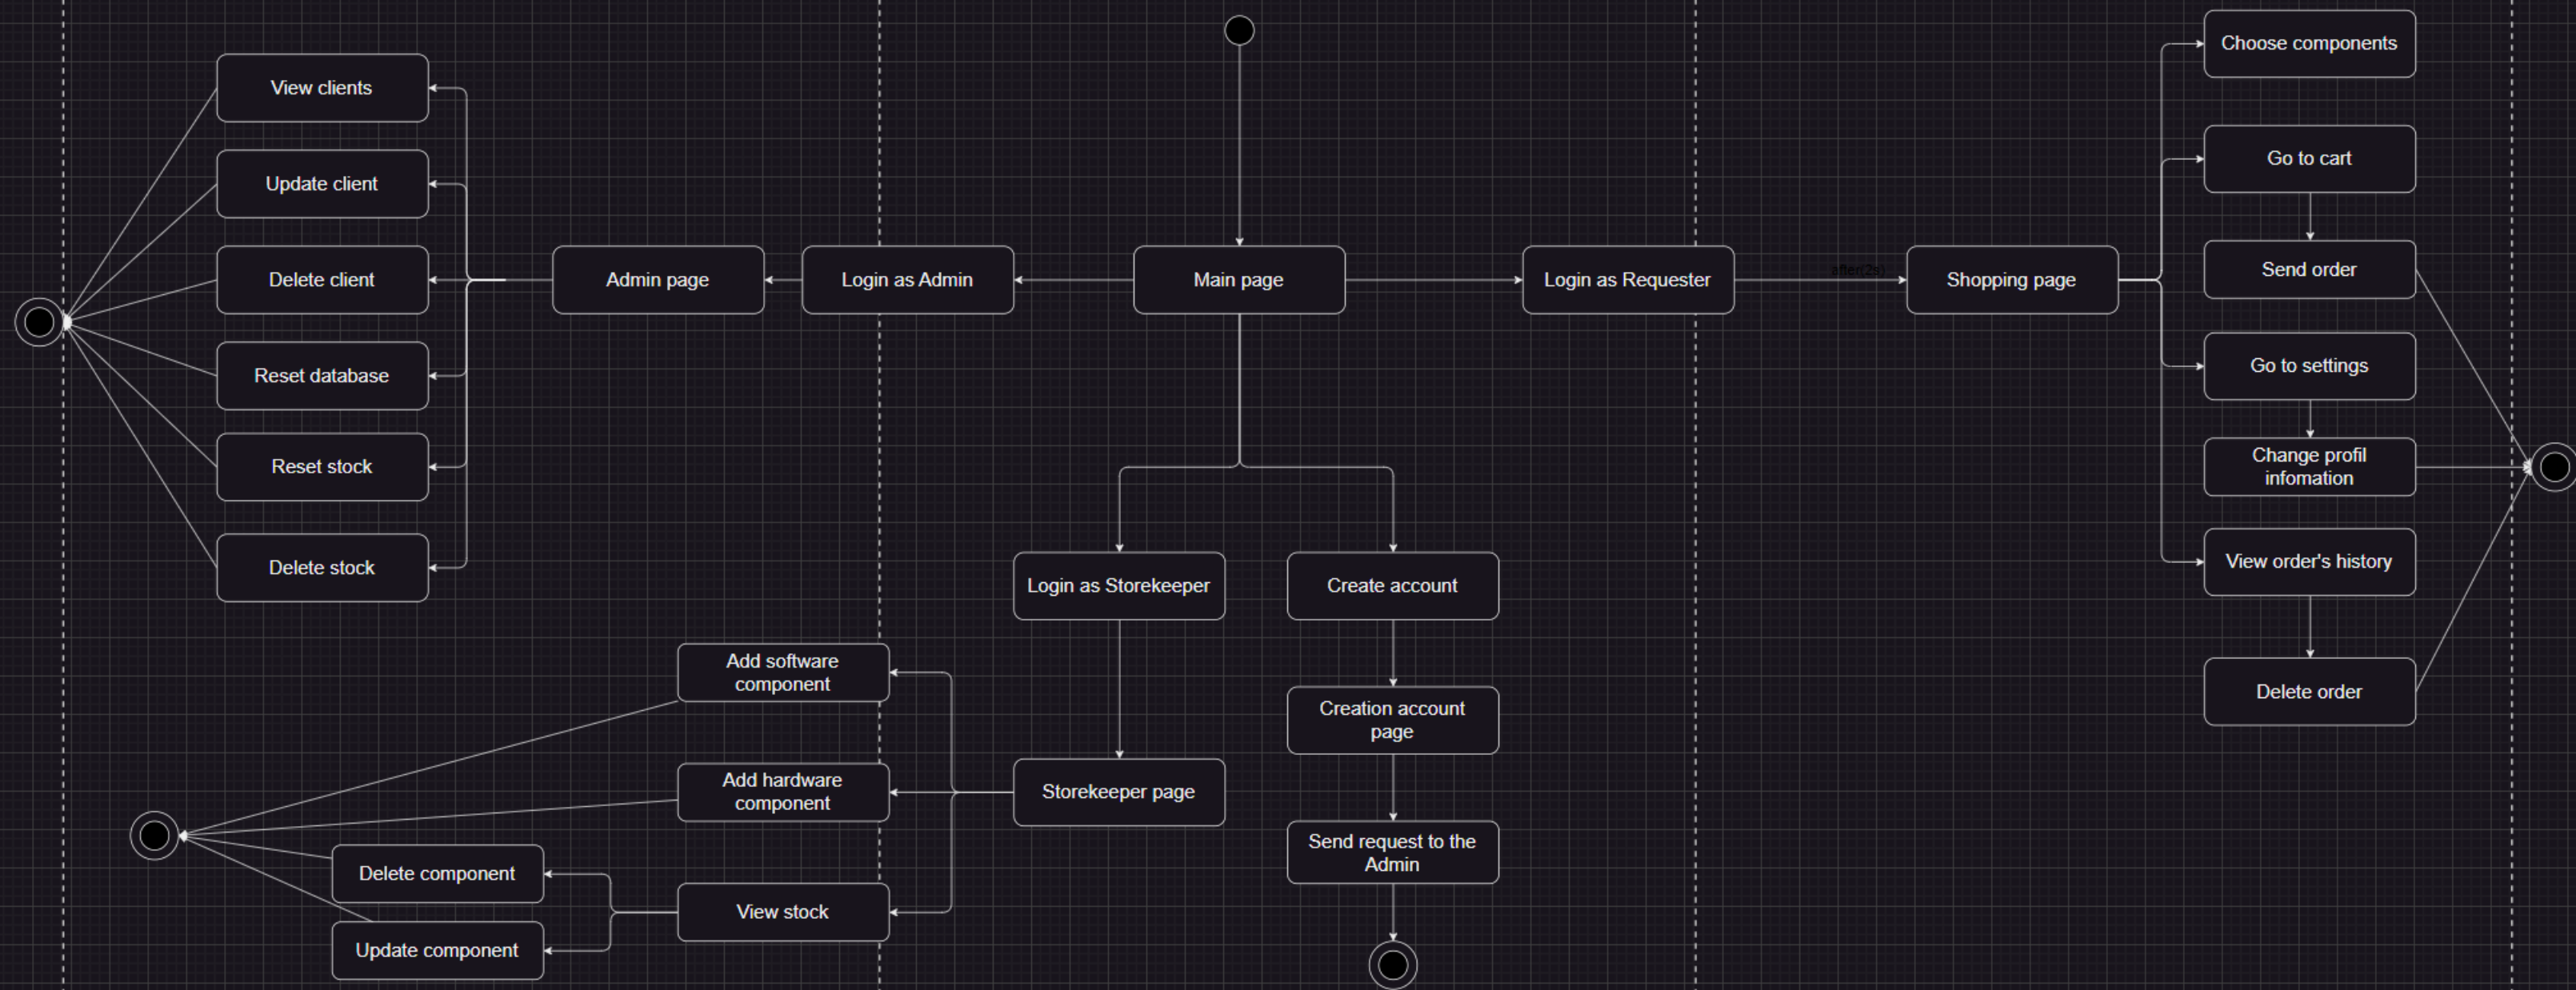 Choose components
View clients
Go to cart
Update client
Send order
Delete client
Admin page
Login as Admin
Main page
Login as Requester
after(2s)
Shopping page
Go to settings
Reset database
Change profil
infomation
Reset stock
View order's history
Delete stock
Login as Storekeeper
Create account
Add software
component
Delete order
Creation account
page
Add hardware
component
Storekeeper page
Send request to the
Admin
Delete component
View stock
Update component